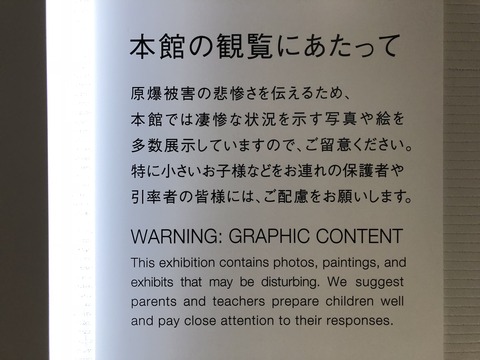 本館の観覧にあたって
原爆被害の悲惨さを伝えるため、
本館では凄惨な状況を示す写真や絵を
多数展示していますので、ご留意ください。
特に小さいお子様などをお連れの保護者や
引率者の皆様には、ご配慮をお願いします。
WARNING: GRAPHIC CONTENT
This exhibition contains photos, paintings, and
exhibits that may be disturbing. We suggest
parents and teachers prepare children well
and pay close attention to their responses.